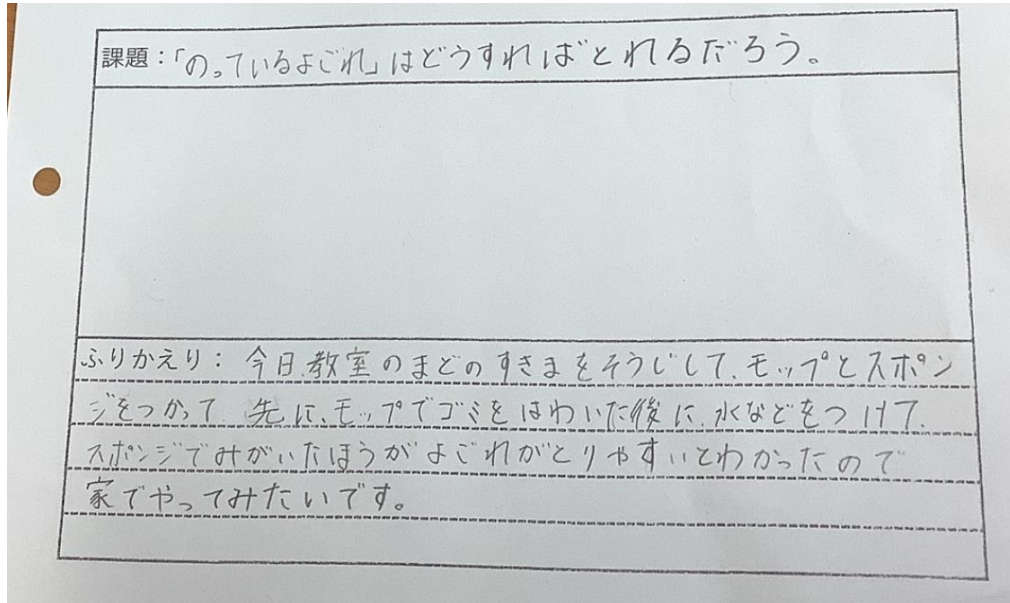 課題：「のっているよごれ」はどうすればとれるだろう。
ふりかえり：今日、教室のまどのすきまをそうじして、モップとスポン
ジをつかって、先に、モップでゴミをはわいた後に、水などをつけて、
スポンジでみがいたほうがよごれがとりやすいとわかったので
家でやってみたいです。